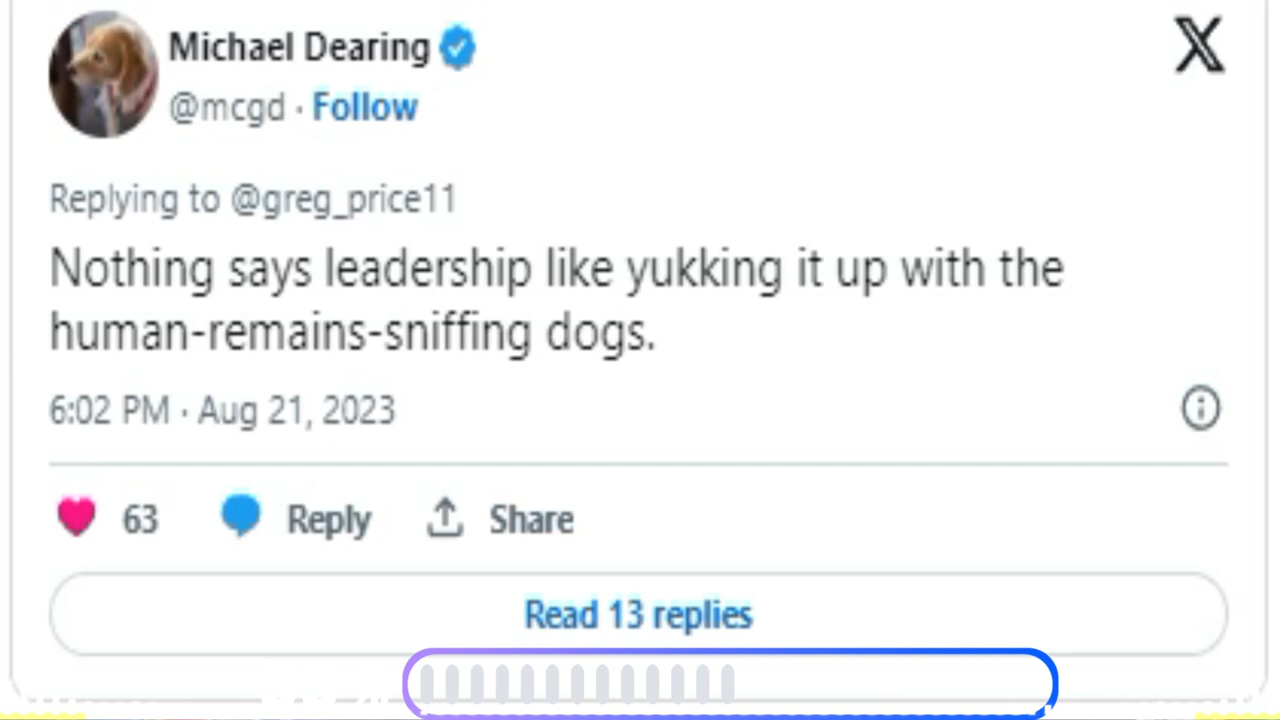 Michael Dearing
@mcgd · Follow
Replying to @greg_price11
Nothing says leadership like yukking it up with the
human-remains-sniffing dogs.
6:02 PM · Aug 21, 2023
63 Reply Share
Read 13 replies